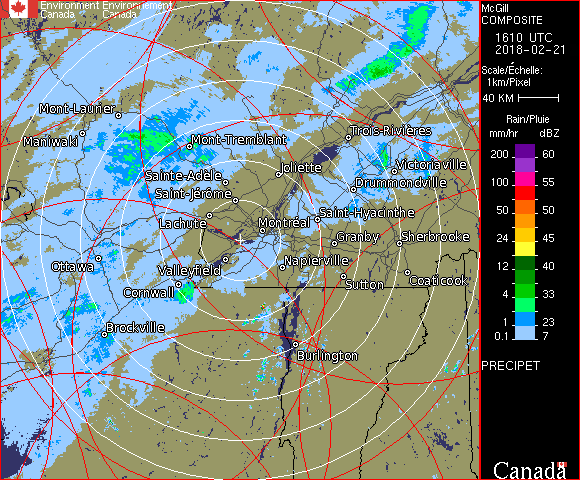 Environment Environnement
Canada Canada
McGill
COMPOSITE
1610 UTC
2018-02-21
Scale/Échelle:
1km/Pixel
40 KM
Rain/Pluie
mm/hr dBZ
200 60
100 55
50 50
24 45
12 40
4 33
1 23
0.1 7
PRECIPET
Canada
Mont-Laurier
Maniwaki
Mont-Tremblant
Trois-Rivières
Sainte-Adèle
Joliette
Victoriaville
Saint-Jérôme
Drummondville
Lachute
Montréal
Saint-Hyacinthe
Granby
Sherbrooke
Ottawa
Valleyfield
Napierville
Cornwall
Sutton
Coaticook
Brockville
Burlington